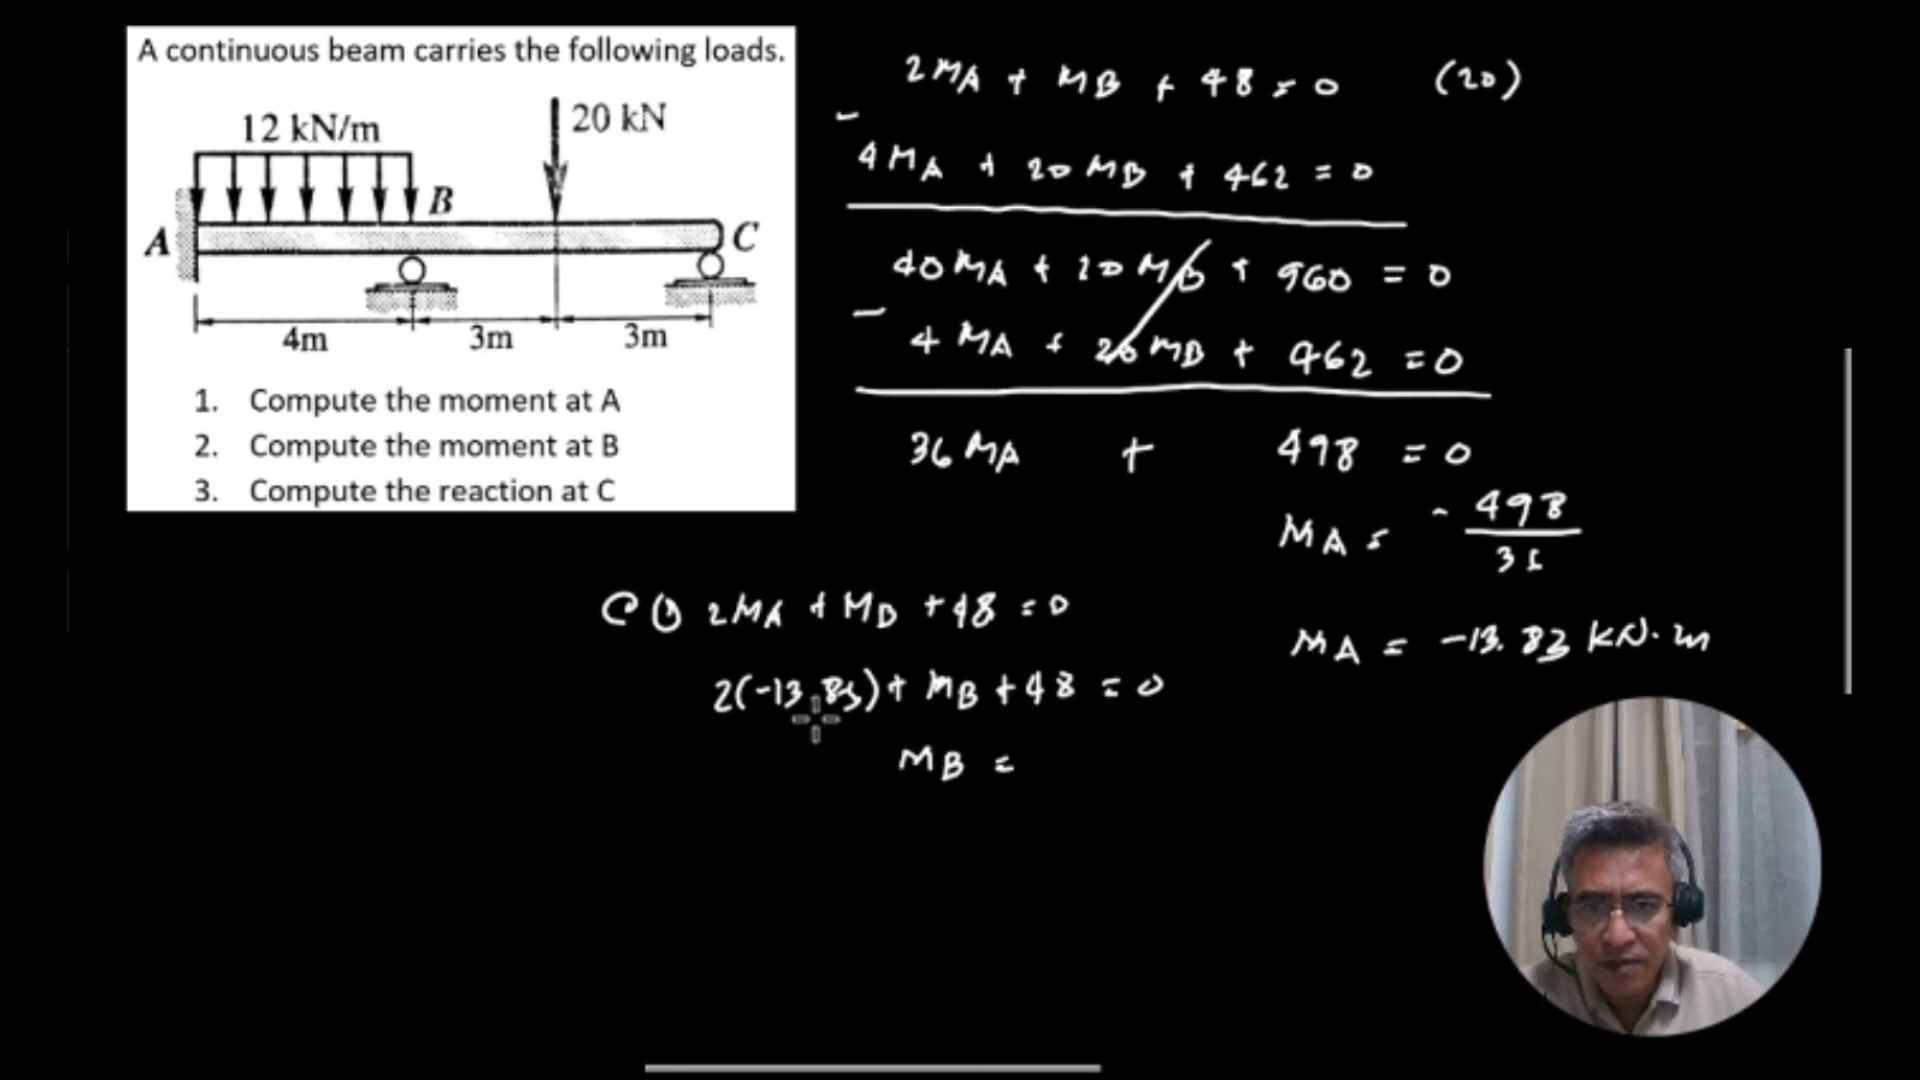 A continuous beam carries the following loads.
12 kN/m
20 kN
B
A
C
4m
3m
3m
1. Compute the moment at A
2. Compute the moment at B
3. Compute the reaction at C
2MA + MB + 48 = 0 (20)
-
4MA + 20MB + 462 = 0
40MA + 20MB + 960 = 0
-
4MA + 20MB + 462 = 0
36MA + 498 = 0
MA = - 498
36
MA = -13.83 kN.m
@ ① 2MA + MB + 48 = 0
2(-13.83) + MB + 48 = 0
MB =